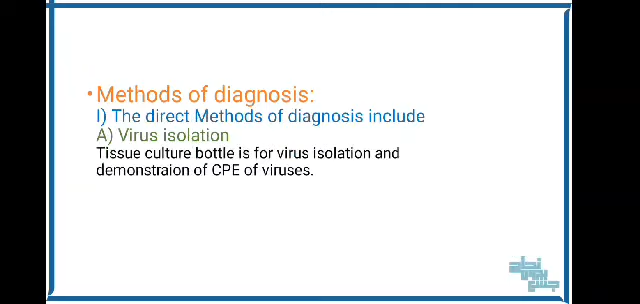 •Methods of diagnosis:
I) The direct Methods of diagnosis include
A) Virus isolation
Tissue culture bottle is for virus isolation and
demonstraion of CPE of viruses.